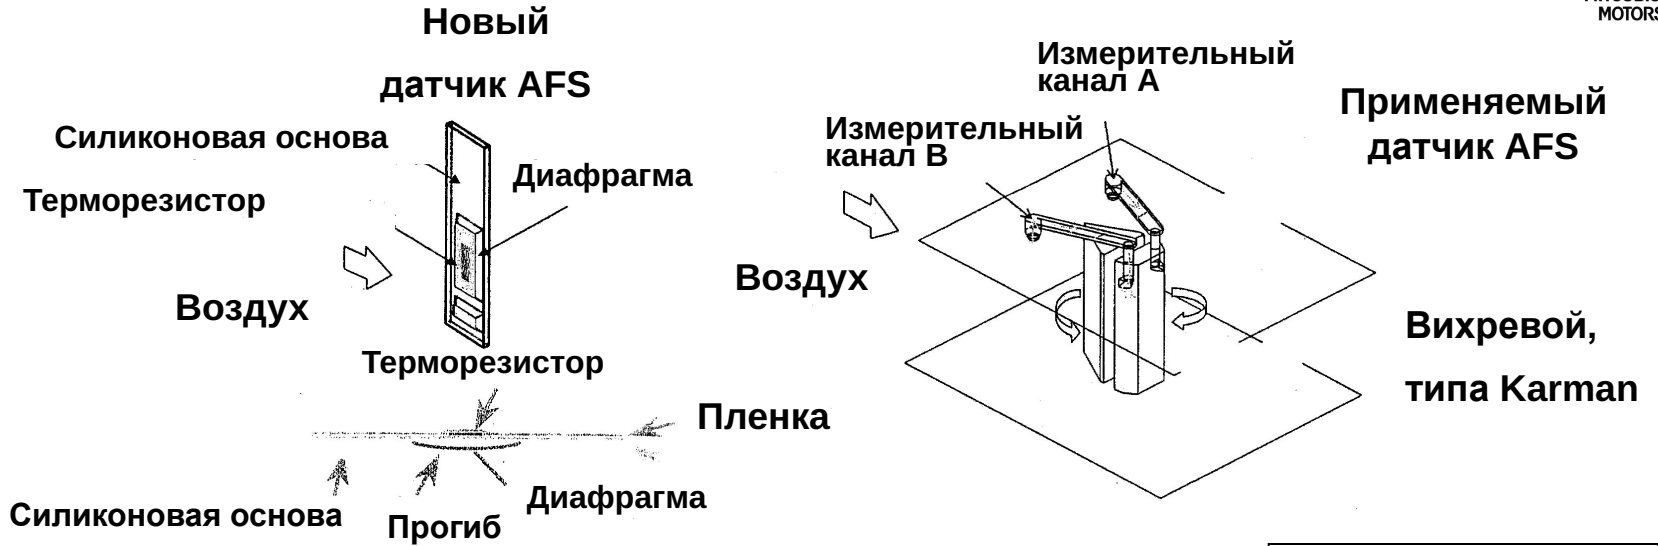 MOTORS
Новый
датчик AFS
Силиконовая основа
Терморезистор
Диафрагма
Воздух
Терморезистор
Пленка
Диафрагма
Силиконовая основа
Прогиб
Измерительный
канал A
Измерительный
канал B
Применяемый
датчик AFS
Воздух
Вихревой,
типа Karman